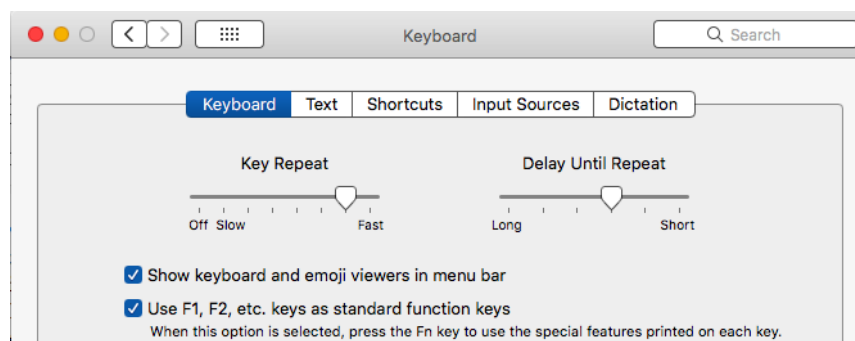 Keyboard
Search
Keyboard Text Shortcuts Input Sources Dictation
Key Repeat Delay Until Repeat
Off Slow Fast Long Short
Show keyboard and emoji viewers in menu bar
Use F1, F2, etc. keys as standard function keys
When this option is selected, press the Fn key to use the special features printed on each key.